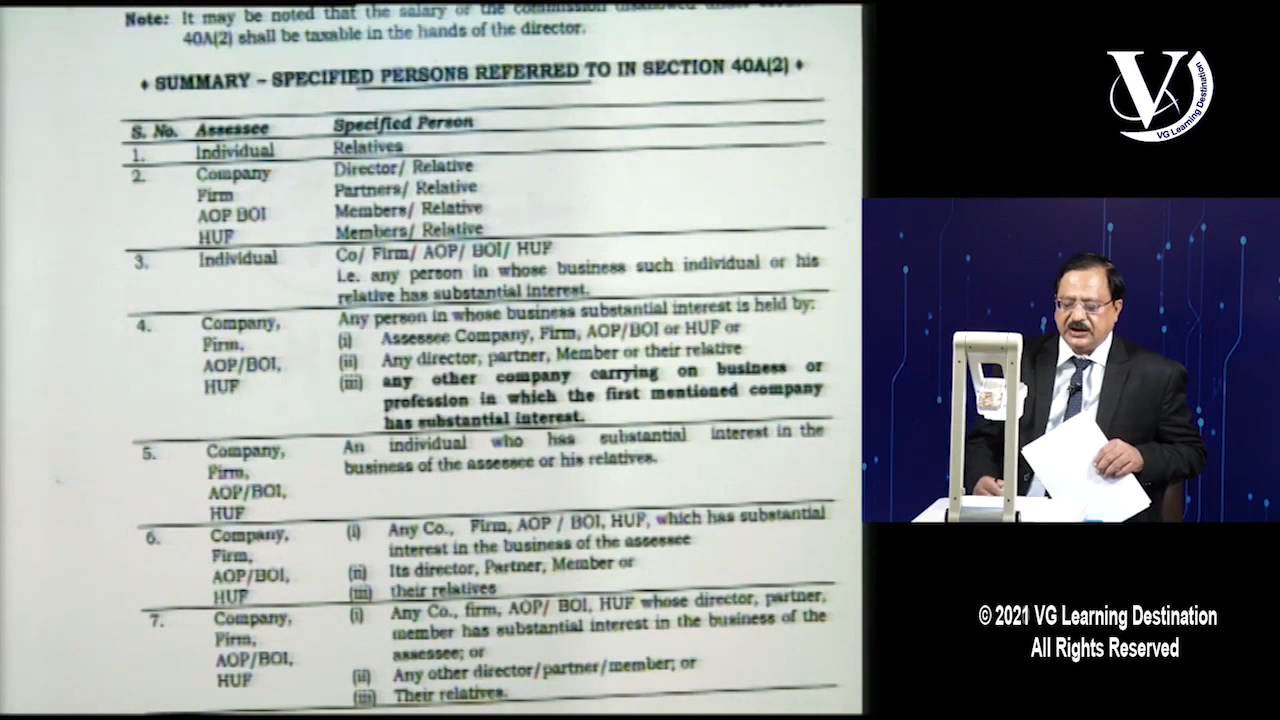 Note: It may be noted that the salary or the commission disallowed under
40A(2) shall be taxable in the hands of the director.
♦ SUMMARY – SPECIFIED PERSONS REFERRED TO IN SECTION 40A(2) ♦
S. No. Assessee Specified Person
1. Individual Relatives
2. Company Director/ Relative
Firm Partners/ Relative
AOP BOI Members/ Relative
HUF Members/ Relative
3. Individual Co/ Firm/ AOP/ BOI/ HUF
i.e. any person in whose business such individual or his
relative has substantial interest.
4. Company, Any person in whose business substantial interest is held by:
Firm, (i) Assessee Company, Firm, AOP/BOI or HUF or
AOP/BOI, (ii) Any director, partner, Member or their relative
HUF (iii) any other company carrying on business or
profession in which the first mentioned company
has substantial interest.
5. Company, An individual who has substantial interest in the
Firm, business of the assessee or his relatives.
AOP/BOI,
HUF
6. Company, (i) Any Co., Firm, AOP / BOI, HUF, which has substantial
Firm, interest in the business of the assessee
AOP/BOI, (ii) Its director, Partner, Member or
HUF (iii) their relatives
7. Company, (i) Any Co., firm, AOP/ BOI, HUF whose director, partner,
Firm, member has substantial interest in the business of the
AOP/BOI, assessee; or
HUF (ii) Any other director/partner/member; or
(iii) Their relatives.
V
VG Learning Destination
© 2021 VG Learning Destination
All Rights Reserved